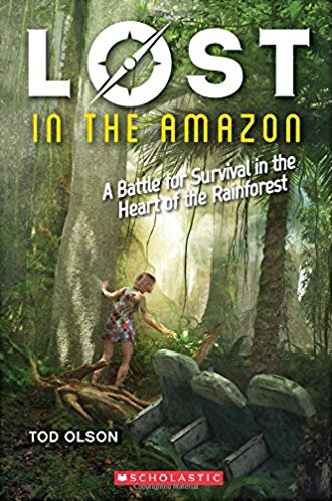 LOST
IN THE AMAZON
A Battle for Survival in the
Heart of the Rainforest
TOD OLSON
SCHOLASTIC